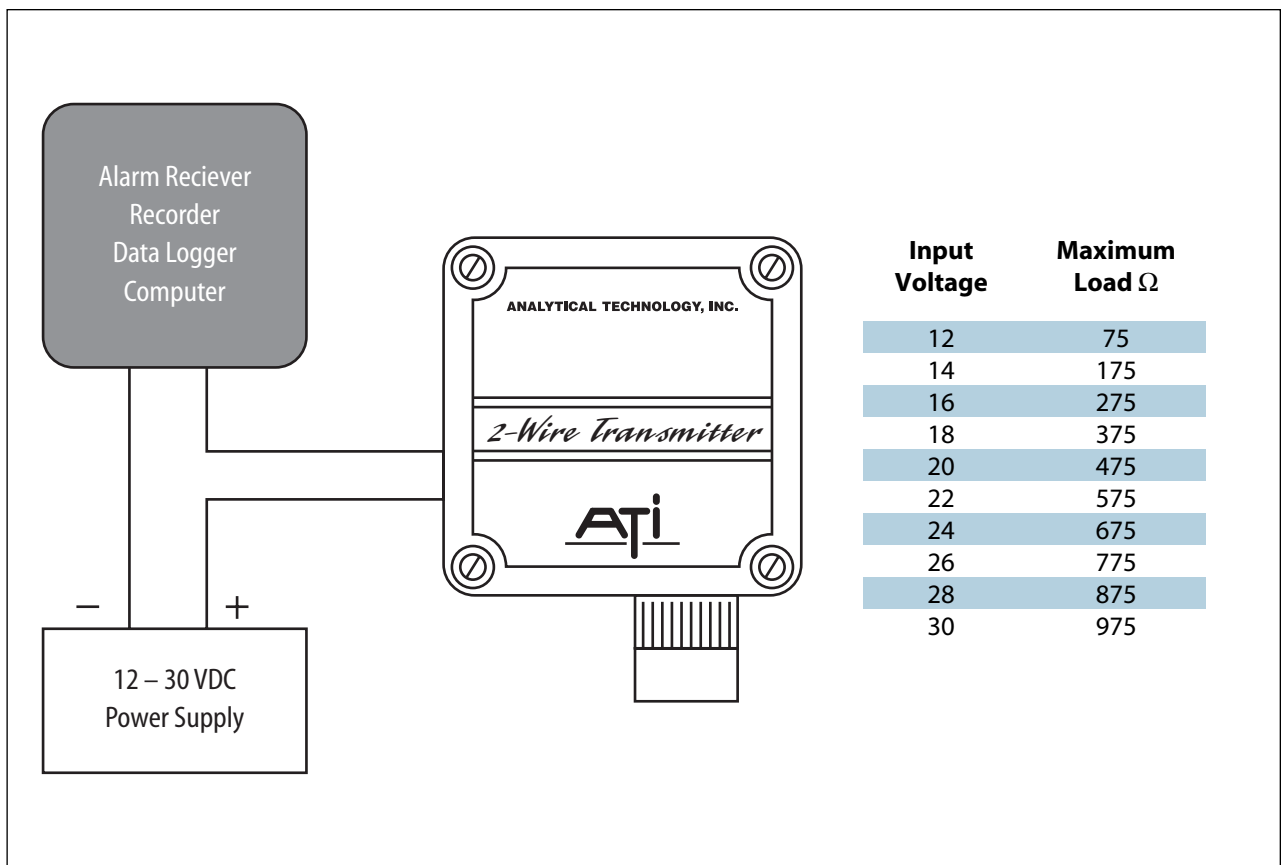 Alarm Reciever
Recorder
Data Logger
Computer
− +
12 – 30 VDC
Power Supply
ANALYTICAL TECHNOLOGY, INC.
2-Wire Transmitter
ATi
Input Voltage Maximum Load Ω
12 75
14 175
16 275
18 375
20 475
22 575
24 675
26 775
28 875
30 975